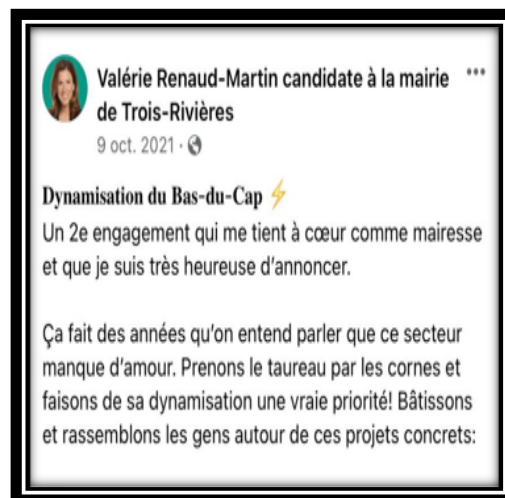 Valérie Renaud-Martin candidate à la mairie ...
de Trois-Rivières
9 oct. 2021 ·
Dynamisation du Bas-du-Cap ⚡
Un 2e engagement qui me tient à cœur comme mairesse
et que je suis très heureuse d'annoncer.
Ça fait des années qu'on entend parler que ce secteur
manque d'amour. Prenons le taureau par les cornes et
faisons de sa dynamisation une vraie priorité! Bâtissons
et rassemblons les gens autour de ces projets concrets: